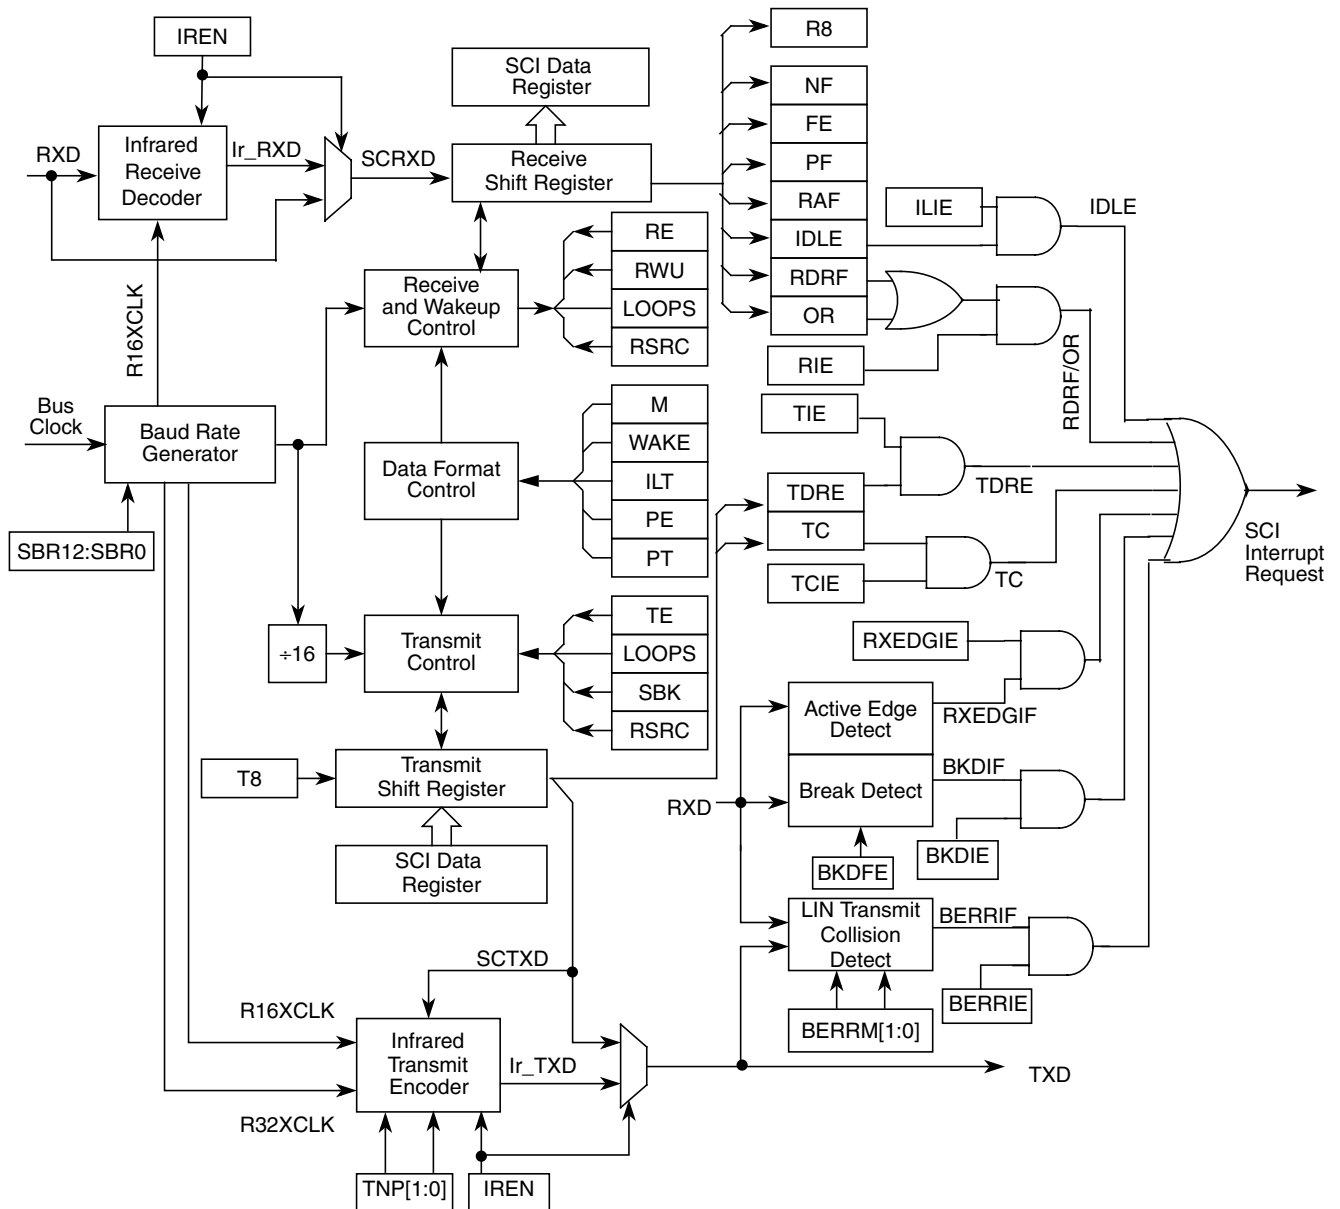 IREN
SCI Data
Register
R8
NF
FE
PF
RAF
IDLE
RDRF
OR
RXD
Infrared
Receive
Decoder
Ir_RXD
SCRXD
Receive
Shift Register
ILIE
IDLE
RE
RWU
LOOPS
RSRC
Receive
and Wakeup
Control
R16XCLK
RIE
RDRF/OR
Bus
Clock
Baud Rate
Generator
SBR12:SBR0
Data Format
Control
M
WAKE
ILT
PE
PT
TIE
TDRE
TC
TCIE
TDRE
TC
SCI
Interrupt
Request
÷16
Transmit
Control
TE
LOOPS
SBK
RSRC
RXEDGIE
Active Edge
Detect
RXEDGIF
T8
Transmit
Shift Register
RXD
Break Detect
BKDIF
BKDIE
BKDFE
SCI Data
Register
LIN Transmit
Collision
Detect
BERRIF
BERRIE
BERRM[1:0]
SCTXD
R16XCLK
Infrared
Transmit
Encoder
Ir_TXD
R32XCLK
TXD
TNP[1:0]
IREN